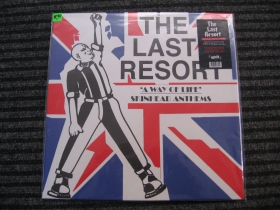 THE
LAST
RESORT
"A WAY OF LIFE"
SKINHEAD ANTHEMS
The
Last
Resort